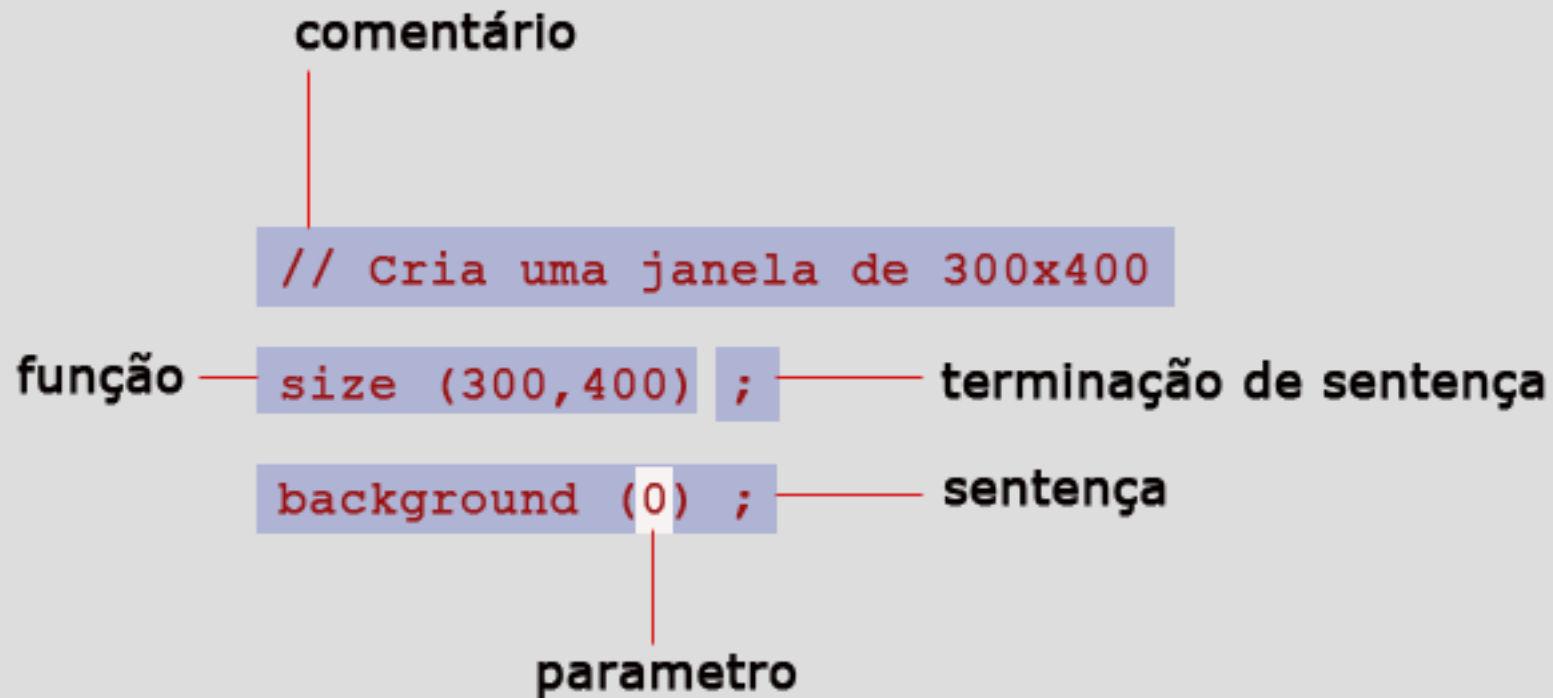 comentário
// Cria uma janela de 300x400
função size (300,400) ; terminação de sentença
background (0) ; sentença
parametro